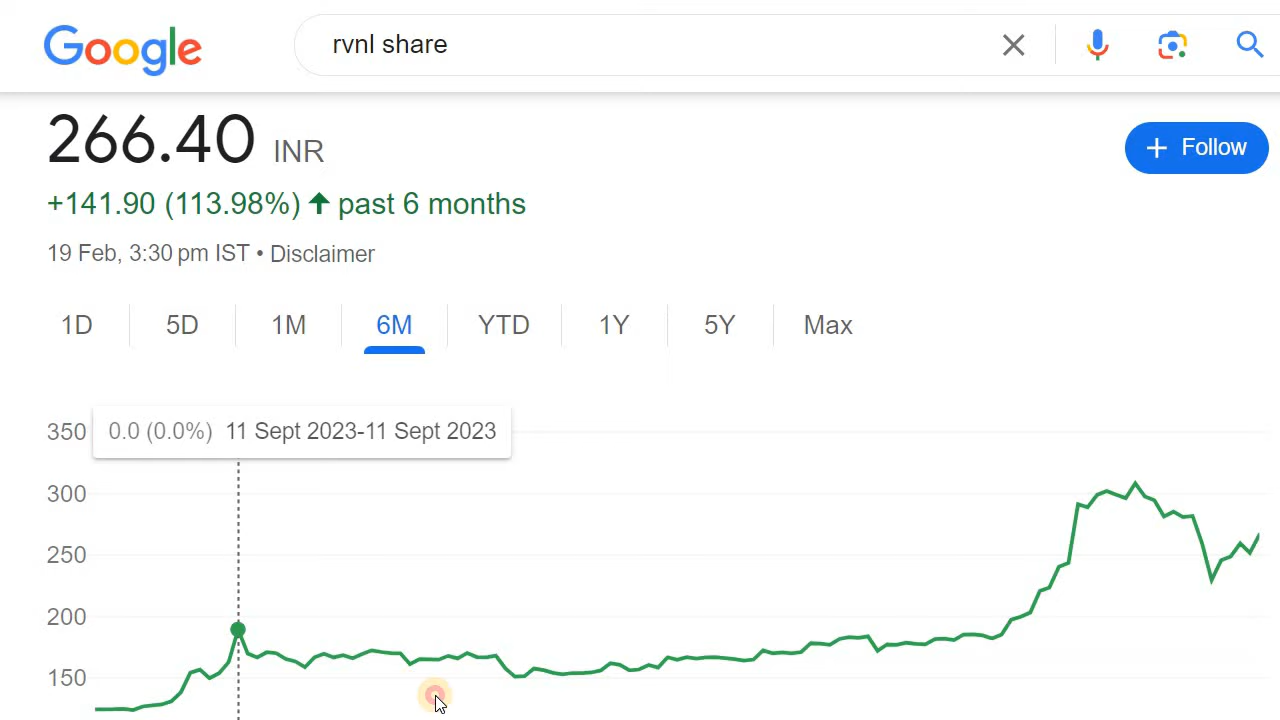 Google
rvnl share
266.40 INR
+ Follow
+141.90 (113.98%) ↑ past 6 months
19 Feb, 3:30 pm IST • Disclaimer
1D 5D 1M 6M YTD 1Y 5Y Max
350
0.0 (0.0%) 11 Sept 2023-11 Sept 2023
300
250
200
150